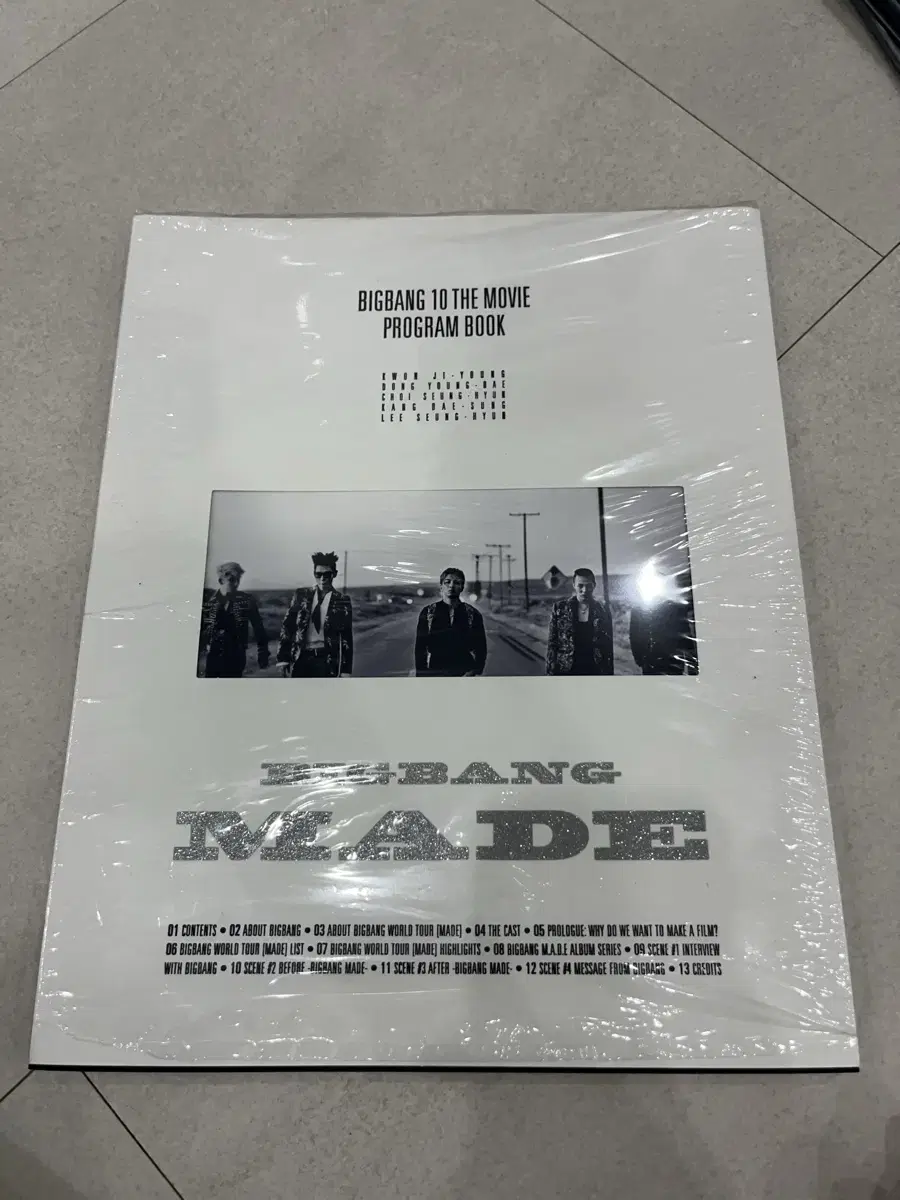 BIGBANG 10 THE MOVIE
PROGRAM BOOK
KWON JI-YOUNG
DONG YOUNG-BAE
CHOI SEUNG-HYUN
KANG DAE-SUNG
LEE SEUNG-HYUN
BIGBANG
MADE
01 CONTENTS • 02 ABOUT BIGBANG • 03 ABOUT BIGBANG WORLD TOUR [MADE] • 04 THE CAST • 05 PROLOGUE: WHY DO WE WANT TO MAKE A FILM?
06 BIGBANG WORLD TOUR [MADE] LIST • 07 BIGBANG WORLD TOUR [MADE] HIGHLIGHTS • 08 BIGBANG M.A.D.E ALBUM SERIES • 09 SCENE #1 INTERVIEW
WITH BIGBANG • 10 SCENE #2 BEFORE -BIGBANG MADE- • 11 SCENE #3 AFTER -BIGBANG MADE- • 12 SCENE #4 MESSAGE FROM BIGBANG • 13 CREDITS